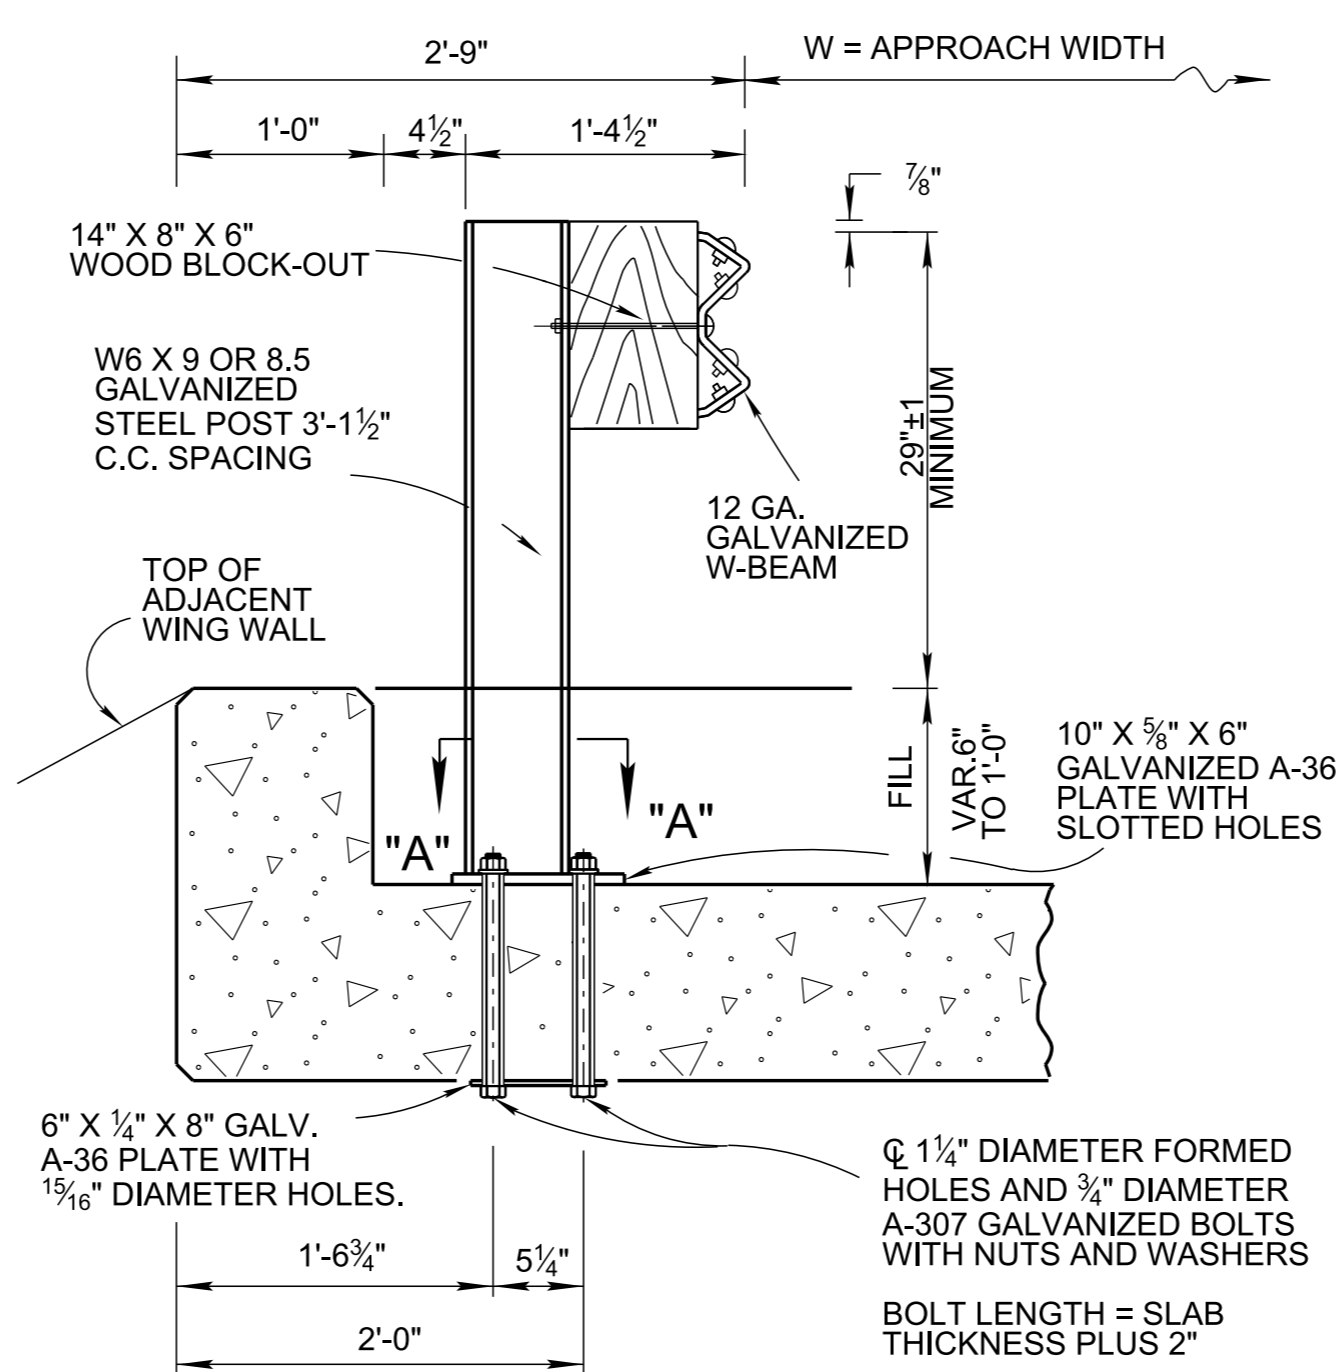 2'-9"
W = APPROACH WIDTH
1'-0"
4½"
1'-4½"
⅞"
14" X 8" X 6"
WOOD BLOCK-OUT
W6 X 9 OR 8.5
GALVANIZED
STEEL POST 3'-1½"
C.C. SPACING
29"±1
MINIMUM
12 GA.
GALVANIZED
W-BEAM
TOP OF
ADJACENT
WING WALL
FILL
VAR.6"
TO 1'-0"
10" X ⅝" X 6"
GALVANIZED A-36
PLATE WITH
SLOTTED HOLES
"A"
"A"
6" X ¼" X 8" GALV.
A-36 PLATE WITH
15/16" DIAMETER HOLES.
℄ 1¼" DIAMETER FORMED
HOLES AND ¾" DIAMETER
A-307 GALVANIZED BOLTS
WITH NUTS AND WASHERS
BOLT LENGTH = SLAB
THICKNESS PLUS 2"
1'-6¾"
5¼"
2'-0"